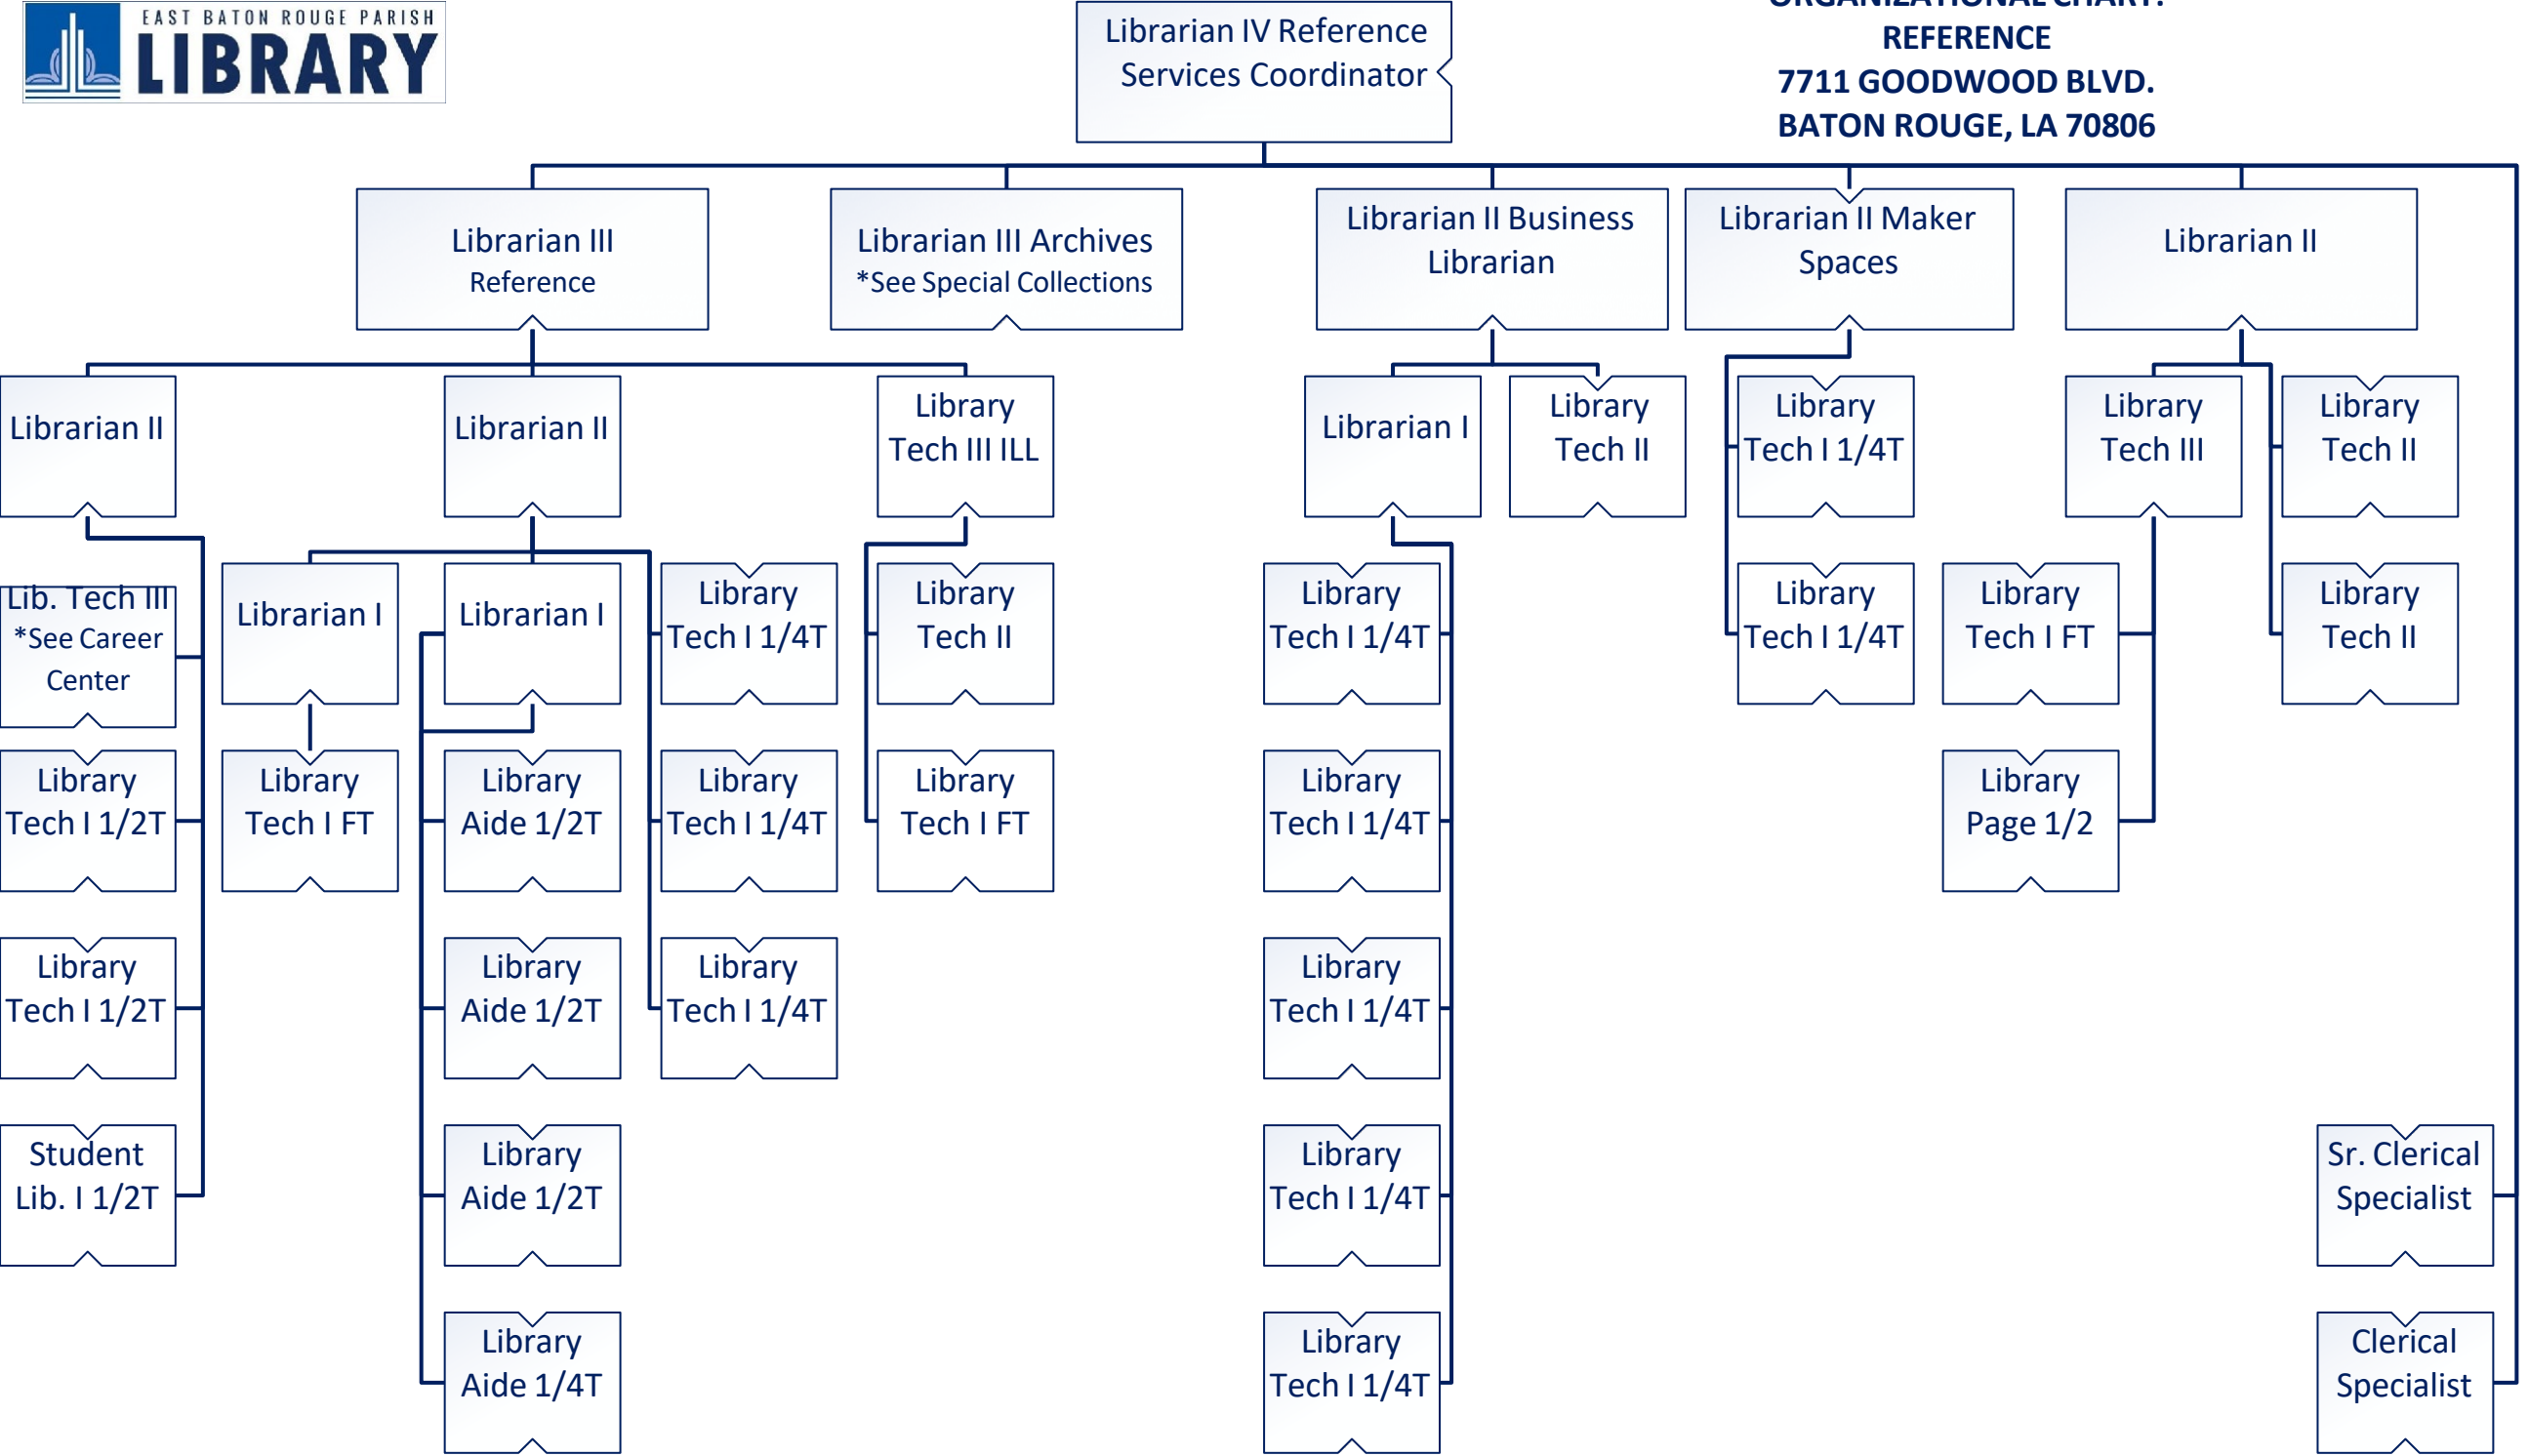 EAST BATON ROUGE PARISH
LIBRARY
Librarian IV Reference
Services Coordinator
ORGANIZATIONAL CHART:
REFERENCE
7711 GOODWOOD BLVD.
BATON ROUGE, LA 70806
Librarian III
Reference
Librarian III Archives
*See Special Collections
Librarian II Business
Librarian
Librarian II Maker
Spaces
Librarian II
Librarian II
Librarian II
Library
Tech III ILL
Librarian I
Library
Tech II
Library
Tech I 1/4T
Library
Tech III
Library
Tech II
Lib. Tech III
*See Career
Center
Librarian I
Librarian I
Library
Tech I 1/4T
Library
Tech II
Library
Tech I 1/4T
Library
Tech I 1/4T
Library
Tech I FT
Library
Tech II
Library
Tech I 1/2T
Library
Tech I FT
Library
Aide 1/2T
Library
Tech I 1/4T
Library
Tech I FT
Library
Tech I 1/4T
Library
Page 1/2
Library
Tech I 1/2T
Library
Aide 1/2T
Library
Tech I 1/4T
Library
Tech I 1/4T
Student
Lib. I 1/2T
Library
Aide 1/2T
Library
Tech I 1/4T
Sr. Clerical
Specialist
Library
Aide 1/4T
Library
Tech I 1/4T
Clerical
Specialist